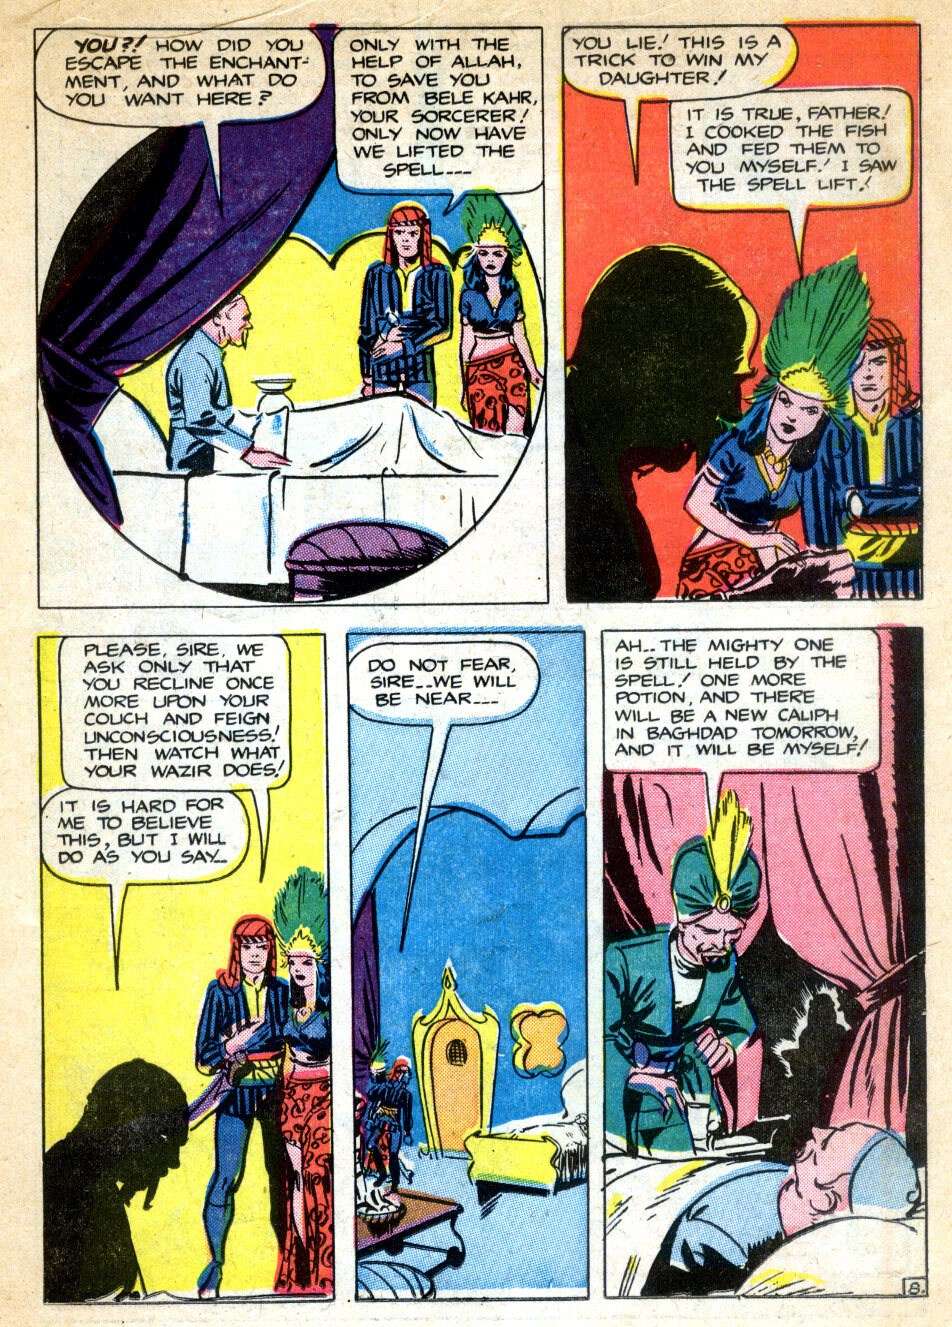 YOU?! HOW DID YOU
ESCAPE THE ENCHANT-
MENT, AND WHAT DO
YOU WANT HERE?
ONLY WITH THE
HELP OF ALLAH,
TO SAVE YOU
FROM BELE KAHR,
YOUR SORCERER!
ONLY NOW HAVE
WE LIFTED THE
SPELL---
YOU LIE! THIS IS A
TRICK TO WIN MY
DAUGHTER!
IT IS TRUE, FATHER!
I COOKED THE FISH
AND FED THEM TO
YOU MYSELF! I SAW
THE SPELL LIFT!
PLEASE, SIRE, WE
ASK ONLY THAT
YOU RECLINE ONCE
MORE UPON YOUR
COUCH AND FEIGN
UNCONSCIOUSNESS!
THEN WATCH WHAT
YOUR WAZIR DOES!
IT IS HARD FOR
ME TO BELIEVE
THIS, BUT I WILL
DO AS YOU SAY--
DO NOT FEAR,
SIRE--WE WILL
BE NEAR---
AH-- THE MIGHTY ONE
IS STILL HELD BY THE
SPELL! ONE MORE
POTION, AND THERE
WILL BE A NEW CALIPH
IN BAGHDAD TOMORROW,
AND IT WILL BE MYSELF!
8